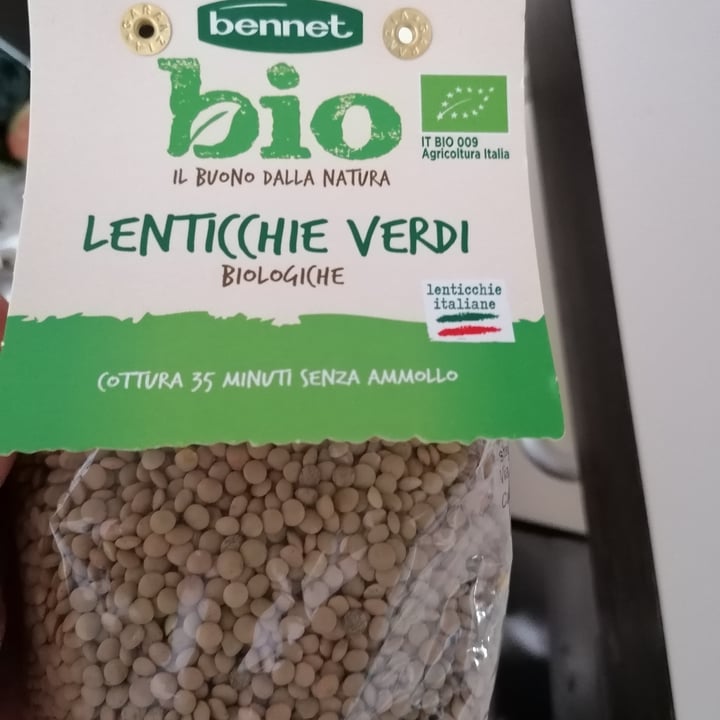 bennet
bio
IL BUONO DALLA NATURA
IT BIO 009
Agricoltura Italia
LENTICCHIE VERDI
BIOLOGICHE
lenticchie
italiane
COTTURA 35 MINUTI SENZA AMMOLLO